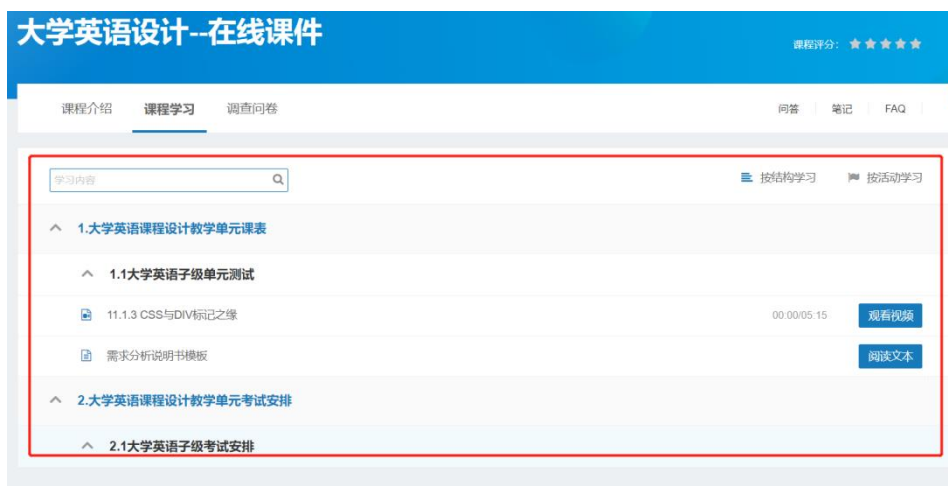 大学英语设计--在线课件
课程评分:
课程介绍 课程学习 调查问卷 问答 笔记 FAQ
学习内容 按结构学习 按活动学习
1.大学英语课程设计教学单元课表
1.1大学英语子级单元测试
11.1.3 CSS与DIV标记之缘 00:00/05:15 观看视频
需求分析说明书模板 阅读文本
2.大学英语课程设计教学单元考试安排
2.1大学英语子级考试安排